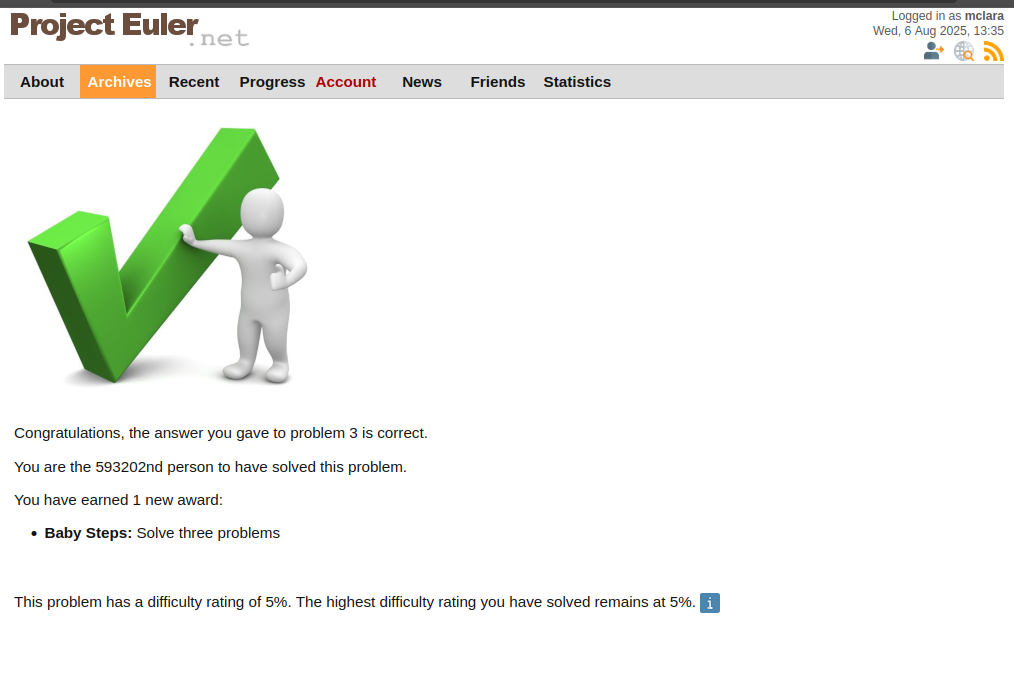 Project Euler
.net
Logged in as mclara
Wed, 6 Aug 2025, 13:35
About Archives Recent Progress Account News Friends Statistics
Congratulations, the answer you gave to problem 3 is correct.
You are the 593202nd person to have solved this problem.
You have earned 1 new award:
• Baby Steps: Solve three problems
This problem has a difficulty rating of 5%. The highest difficulty rating you have solved remains at 5%. i